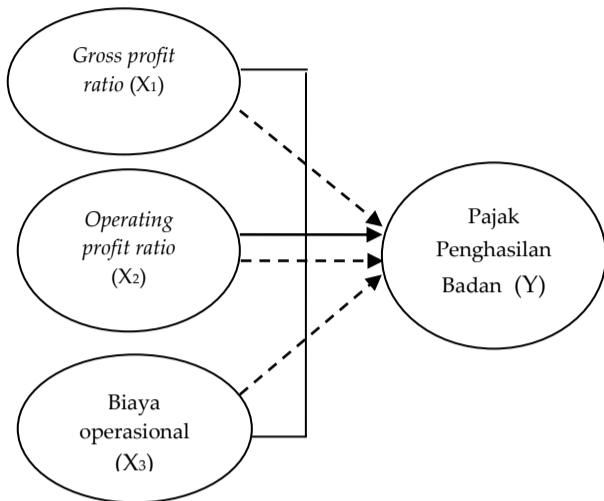 Gross profit
ratio (X₁)
Operating
profit ratio
(X₂)
Biaya
operasional
(X₃)
Pajak
Penghasilan
Badan (Y)